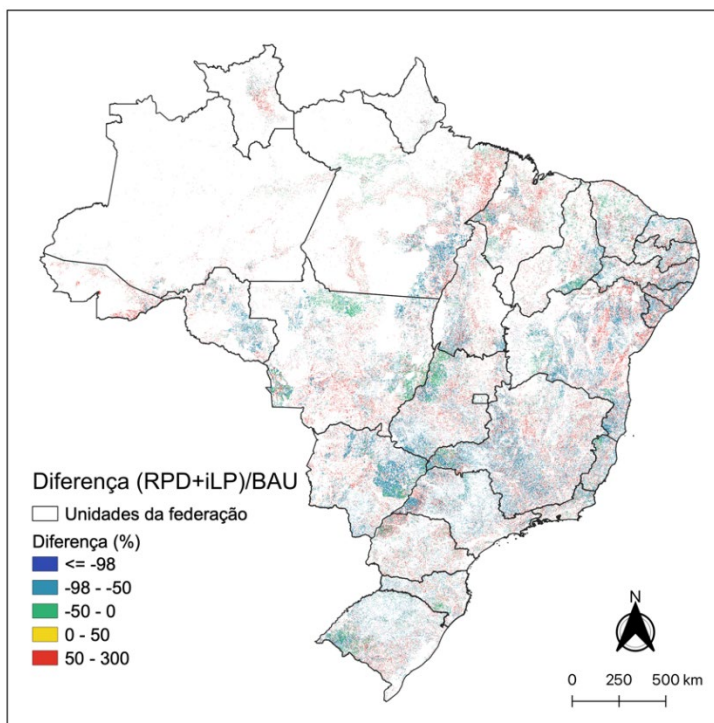 Diferença (RPD+iLP)/BAU
Unidades da federação
Diferença (%)
<= -98
-98 - -50
-50 - 0
0 - 50
50 - 300
N
0 250 500 km